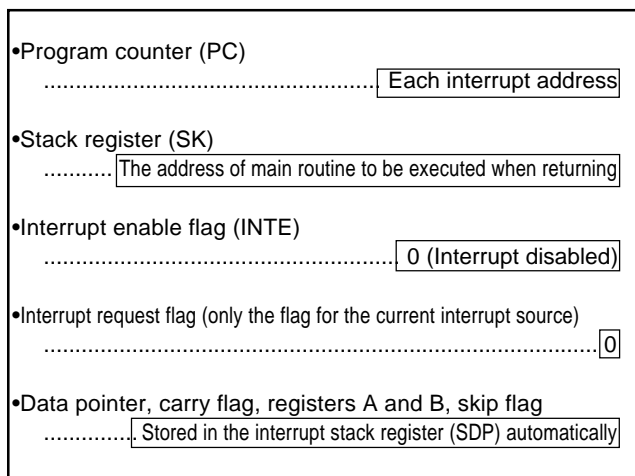 •Program counter (PC)
..................................................... Each interrupt address
•Stack register (SK)
........... The address of main routine to be executed when returning
•Interrupt enable flag (INTE)
........................................................ 0 (Interrupt disabled)
•Interrupt request flag (only the flag for the current interrupt source)
........................................................................................ 0
•Data pointer, carry flag, registers A and B, skip flag
.............. Stored in the interrupt stack register (SDP) automatically